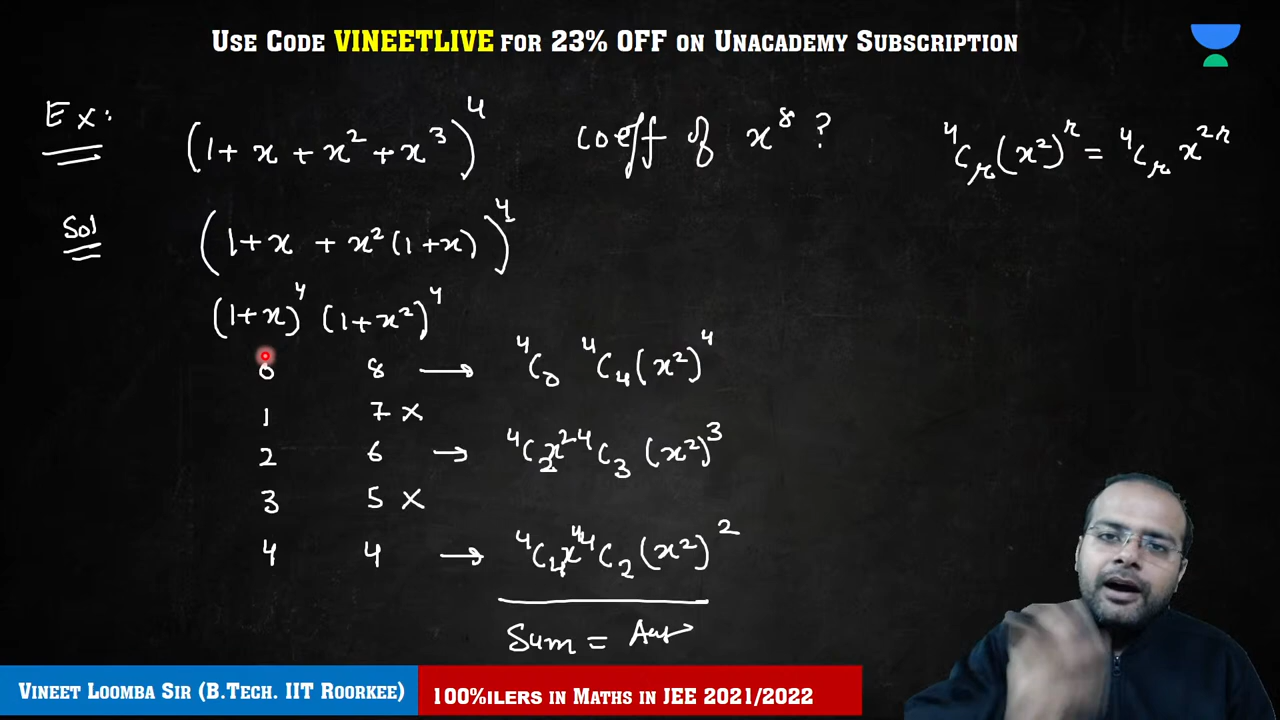 USE CODE VINEETLIVE FOR 23% OFF ON UNACADEMY SUBSCRIPTION
Ex: (1 + x + x² + x³)⁴ coeff of x⁸ ? ⁴Cᵣ(x²)ʳ = ⁴Cᵣ x²ʳ
Sol (1+x + x²(1+x))⁴
(1+x)⁴ (1+x²)⁴
0 8 → ⁴C₀ ⁴C₄(x²)⁴
1 7 ×
2 6 → ⁴C₂x² ⁴C₃ (x²)³
3 5 ×
4 4 → ⁴C₄x⁴ ⁴C₂(x²)²
Sum = Ans
VINEET LOOMBA SIR (B.TECH. IIT ROORKEE)
100%ILERS IN MATHS IN JEE 2021/2022